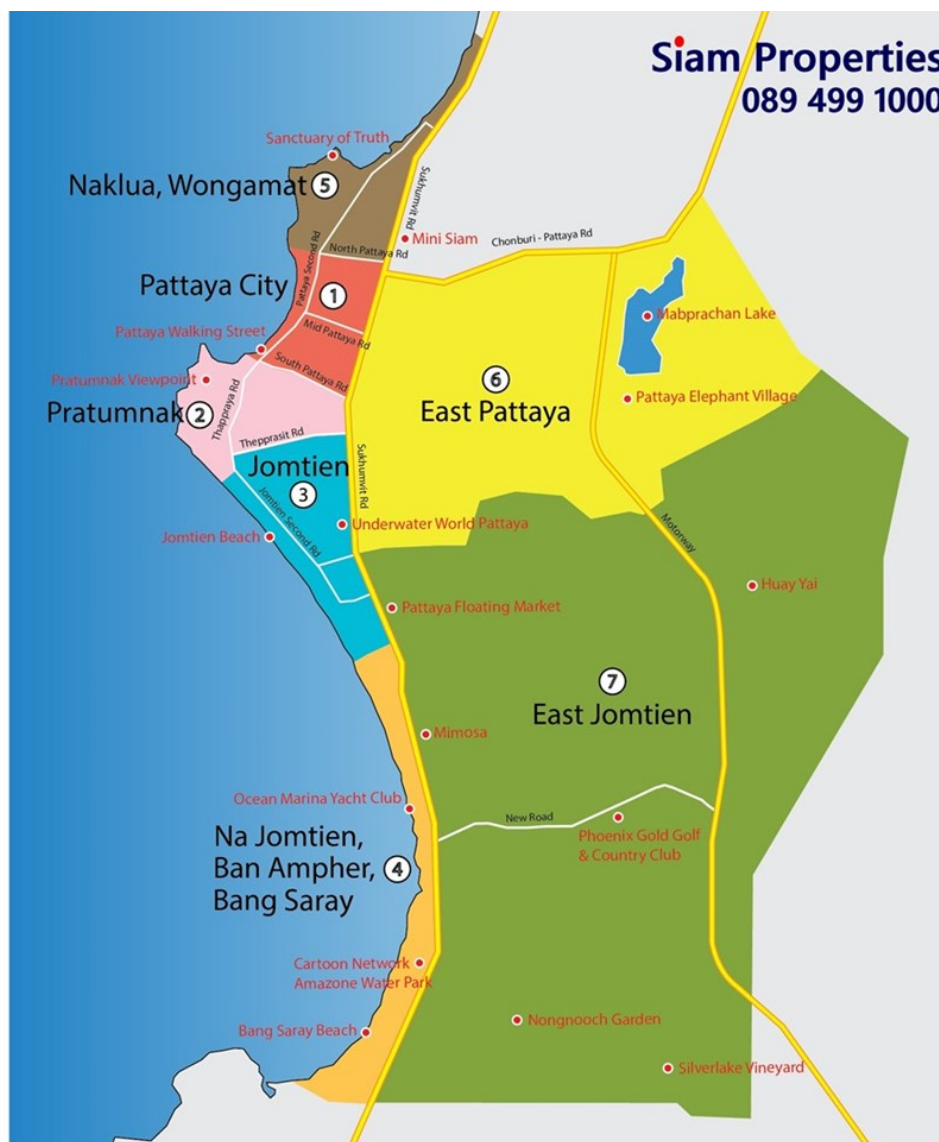 Siam Properties
089 499 1000
Sanctuary of Truth
Naklua, Wongamat
5
Sukhumvit Rd
Mini Siam
Chonburi - Pattaya Rd
North Pattaya Rd
Pattaya Second Rd
Pattaya City
1
Mid Pattaya Rd
Mabprachan Lake
Pattaya Walking Street
South Pattaya Rd
Pratumnak Viewpoint
6
East Pattaya
Pattaya Elephant Village
Pratumnak
2
Thappraya Rd
Thepprasit Rd
Sukhumvit Rd
Jomtien
3
Jomtien Second Rd
Underwater World Pattaya
Motorway
Jomtien Beach
Huay Yai
Pattaya Floating Market
7
East Jomtien
Mimosa
Ocean Marina Yacht Club
New Road
Phoenix Gold Golf
& Country Club
Na Jomtien,
Ban Ampher,
Bang Saray
4
Cartoon Network
Amazone Water Park
Bang Saray Beach
Nongnooch Garden
Silverlake Vineyard